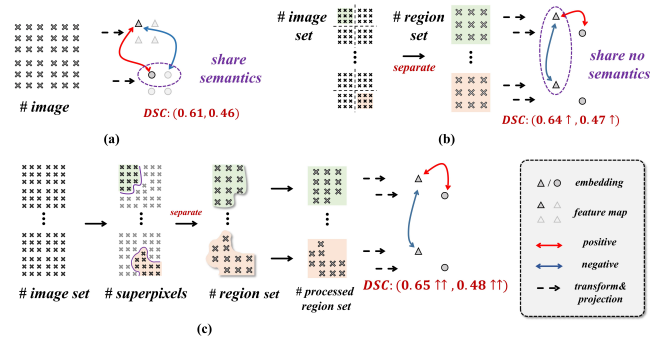 # image
share
semantics
DSC: (0.61, 0.46)
(a)
# image
set
# region
set
separate
share no
semantics
DSC: (0.64 ↑, 0.47 ↑)
(b)
# image set
# superpixels
separate
# region set
# processed
region set
DSC: (0.65 ↑↑, 0.48 ↑↑)
(c)
/ embedding
feature map
positive
negative
transform&
projection